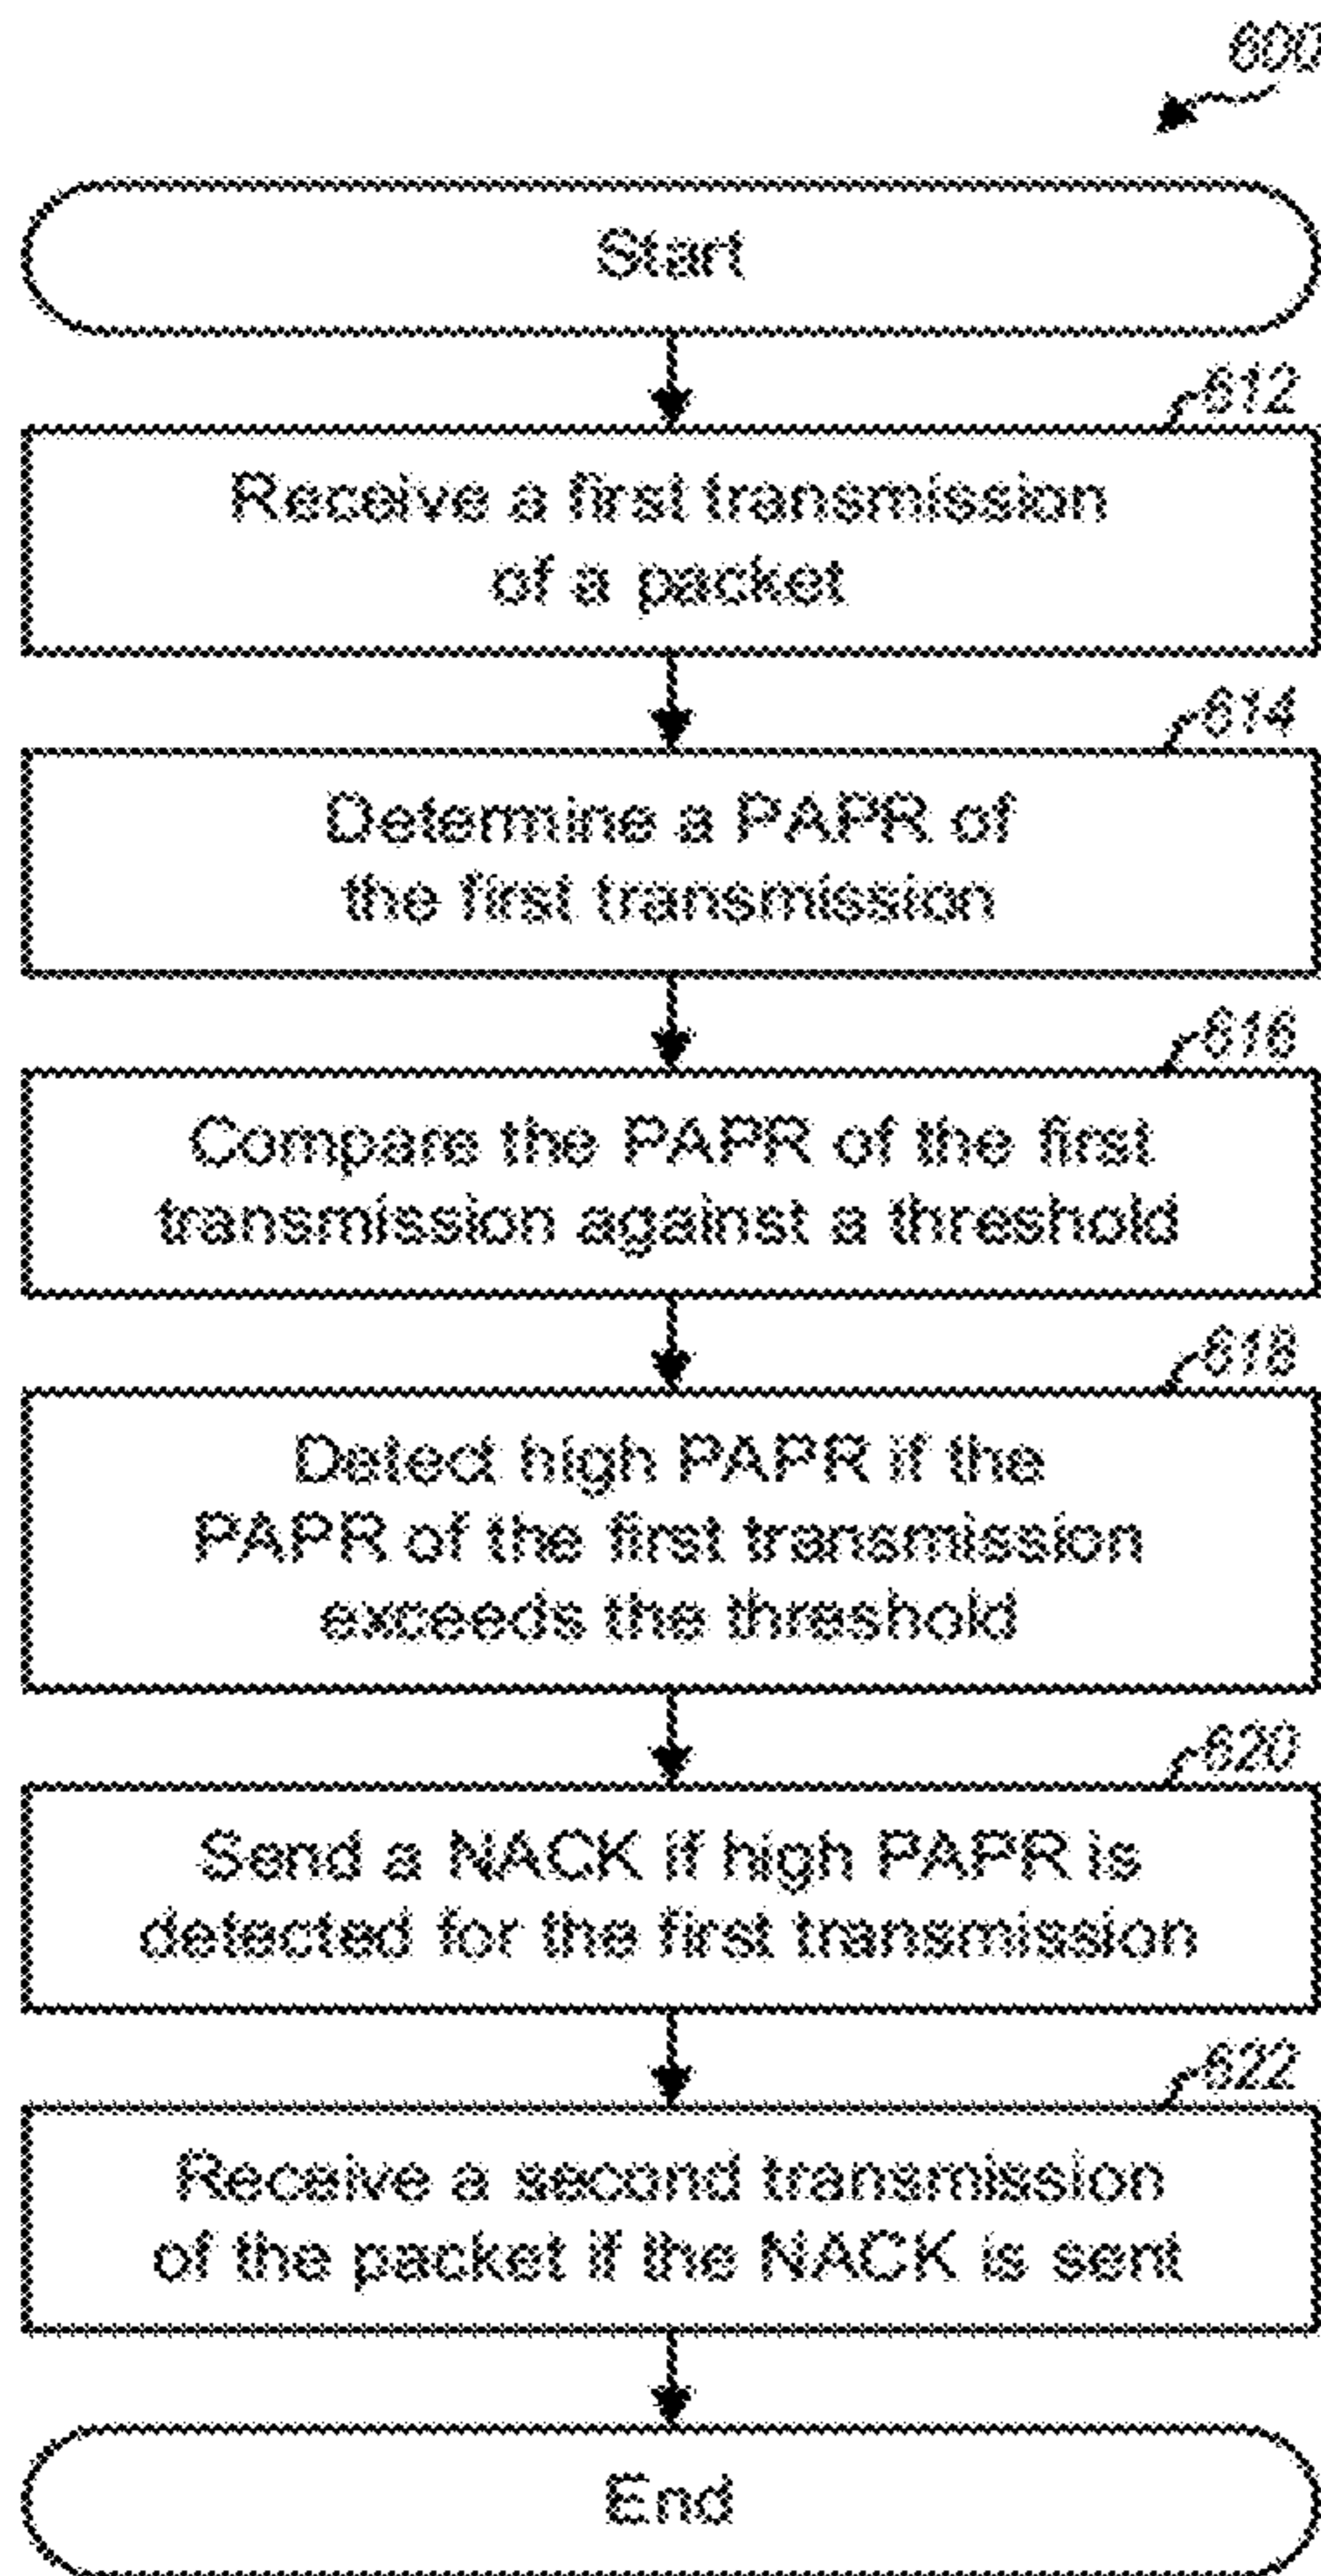 600
Start
612
Receive a first transmission
of a packet
614
Determine a PAPR of
the first transmission
616
Compare the PAPR of the first
transmission against a threshold
618
Detect high PAPR if the
PAPR of the first transmission
exceeds the threshold
620
Send a NACK if high PAPR is
detected for the first transmission
622
Receive a second transmission
of the packet if the NACK is sent
End